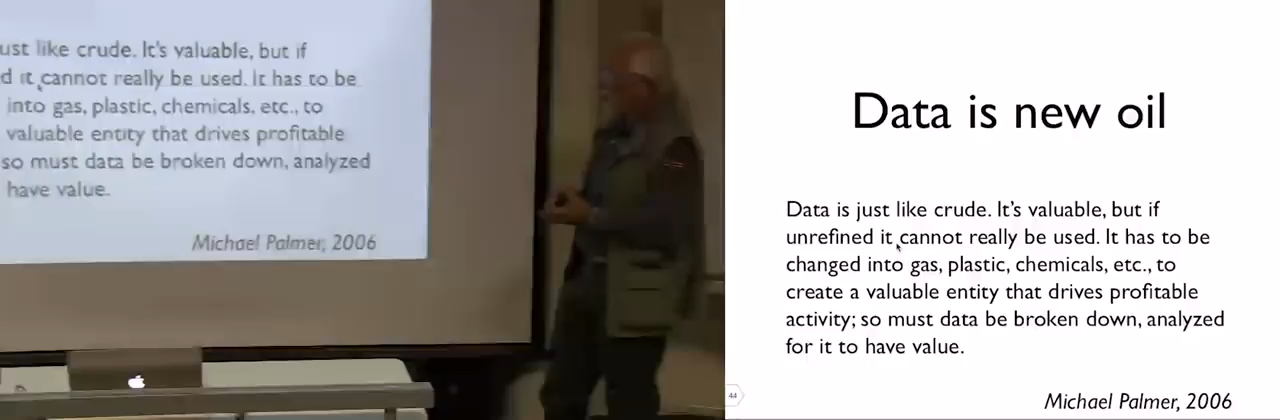 ust like crude. It's valuable, but if
d it cannot really be used. It has to be
into gas, plastic, chemicals, etc., to
valuable entity that drives profitable
so must data be broken down, analyzed
have value.
Michael Palmer, 2006
Data is new oil
Data is just like crude. It's valuable, but if
unrefined it cannot really be used. It has to be
changed into gas, plastic, chemicals, etc., to
create a valuable entity that drives profitable
activity; so must data be broken down, analyzed
for it to have value.
44
Michael Palmer, 2006